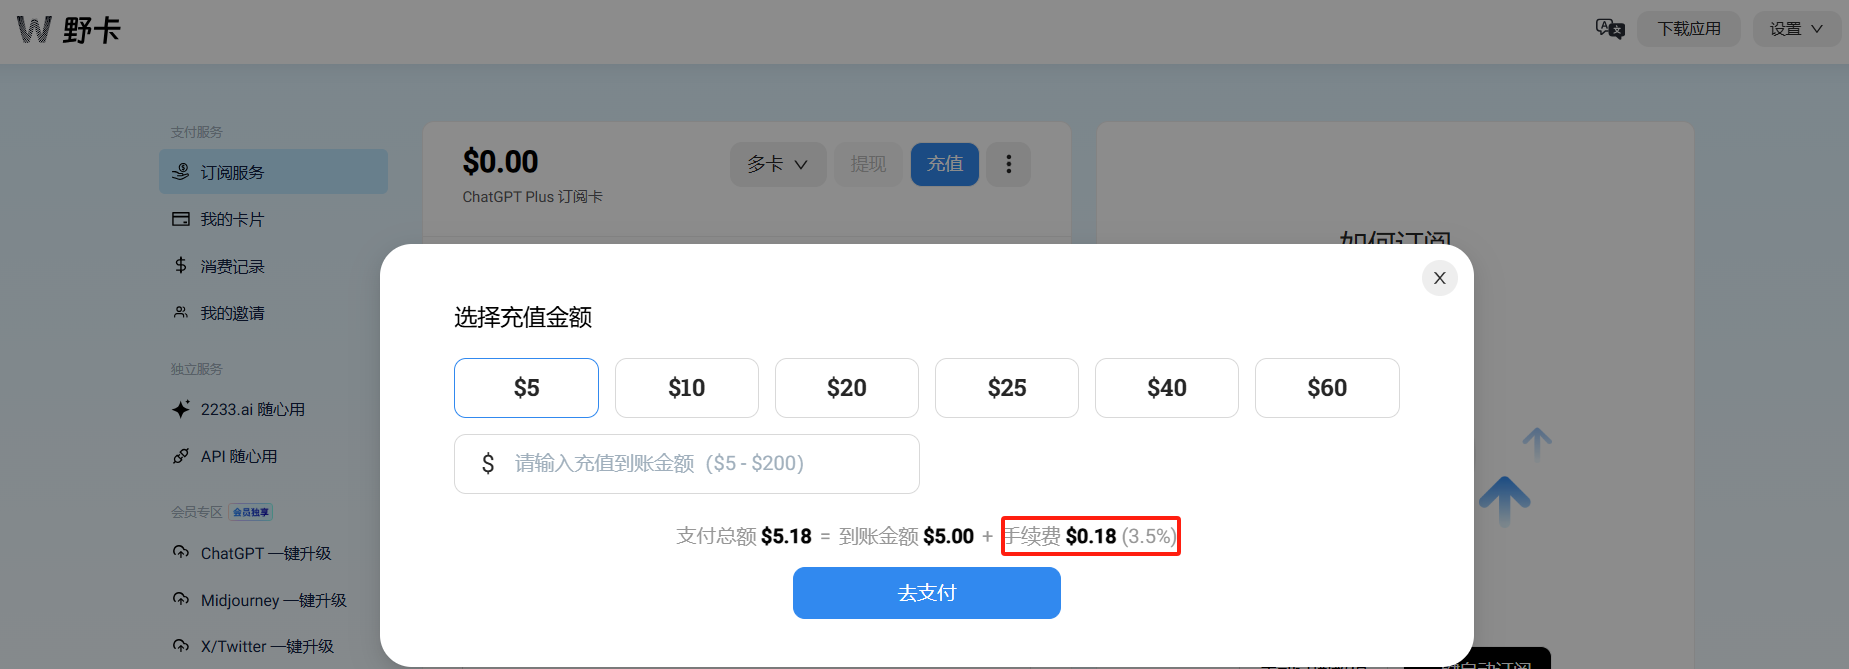 W 野卡
下载应用
设置
支付服务
订阅服务
我的卡片
消费记录
我的邀请
独立服务
2233.ai 随心用
API 随心用
会员专区 会员独享
ChatGPT 一键升级
Midjourney 一键升级
X/Twitter 一键升级
$0.00
ChatGPT Plus 订阅卡
多卡
提现
充值
如何订阅
X
选择充值金额
$5
$10
$20
$25
$40
$60
$ 请输入充值到账金额（$5 - $200）
支付总额 $5.18 = 到账金额 $5.00 + 手续费 $0.18 (3.5%)
去支付